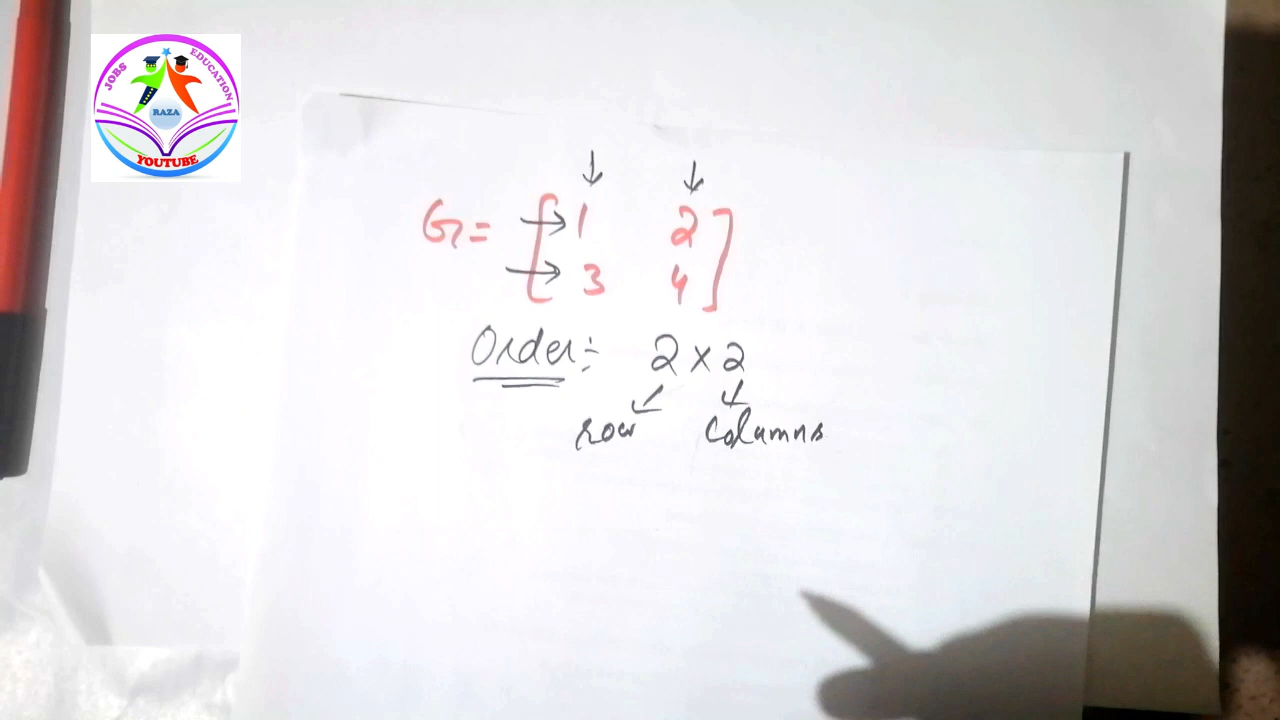 JOBS EDUCATION
RAZA
YOUTUBE
↓ ↓
G = [ → 1 2 ]
→ 3 4
Order:- 2 × 2
↙ ↓
row columns